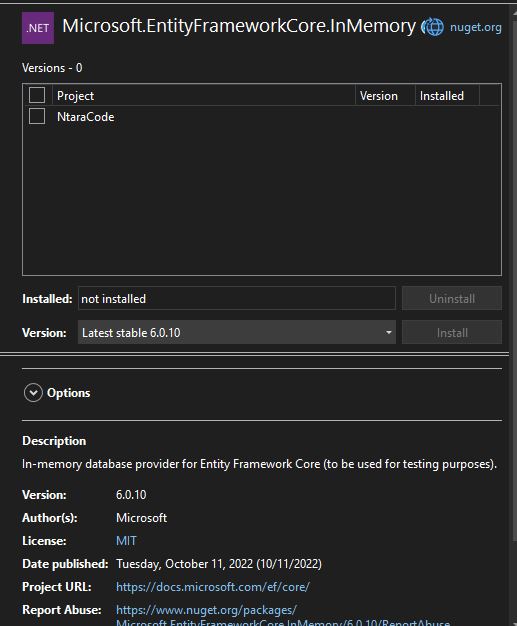 .NET Microsoft.EntityFrameworkCore.InMemory nuget.org
Versions - 0
Project Version Installed
NtaraCode
Installed: not installed Uninstall
Version: Latest stable 6.0.10 Install
Options
Description
In-memory database provider for Entity Framework Core (to be used for testing purposes).
Version: 6.0.10
Author(s): Microsoft
License: MIT
Date published: Tuesday, October 11, 2022 (10/11/2022)
Project URL: https://docs.microsoft.com/ef/core/
Report Abuse: https://www.nuget.org/packages/
Microsoft.EntityFrameworkCore.InMemory/6.0.10/ReportAbuse